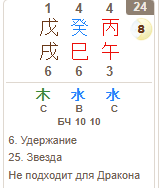 1 4 4 24
戊 癸 丙 8
戌 巳 午
6 6 3
木 水 水
С В С
БЧ 10 10
6. Удержание
25. Звезда
Не подходит для Дракона